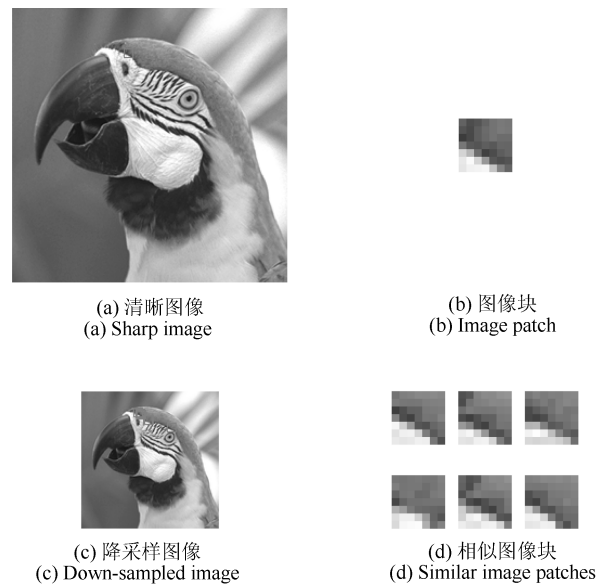 (a) 清晰图像
(a) Sharp image
(b) 图像块
(b) Image patch
(c) 降采样图像
(c) Down-sampled image
(d) 相似图像块
(d) Similar image patches